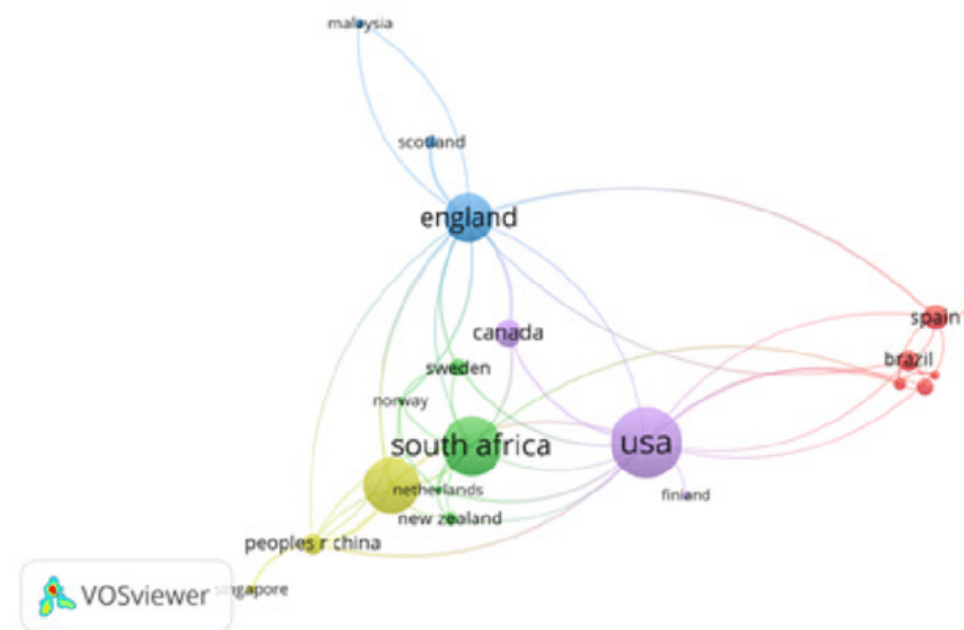 malaysia
scotland
england
spain
canada
brazil
sweden
norway
south africa
usa
netherlands
finland
new zealand
peoples r china
singapore
VOSviewer